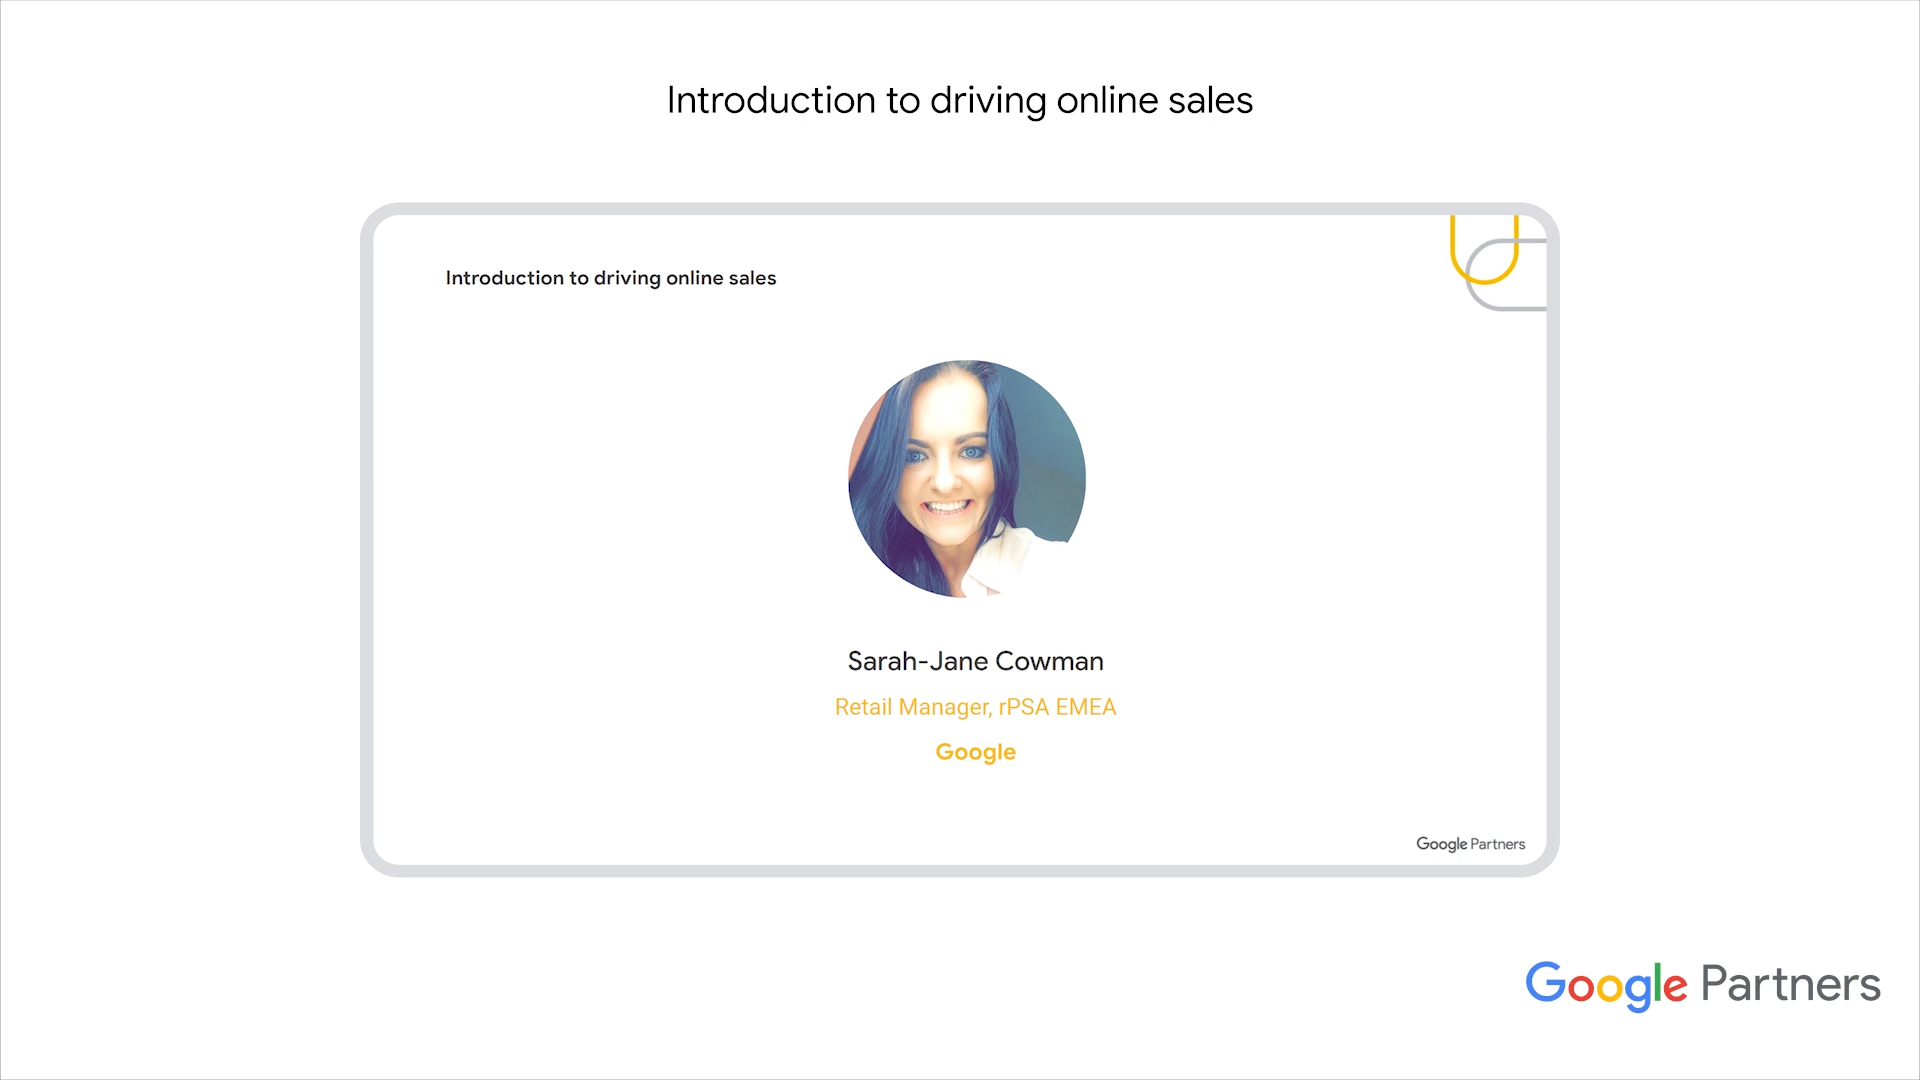 Introduction to driving online sales
Introduction to driving online sales
Sarah-Jane Cowman
Retail Manager, rPSA EMEA
Google
Google Partners
Google Partners